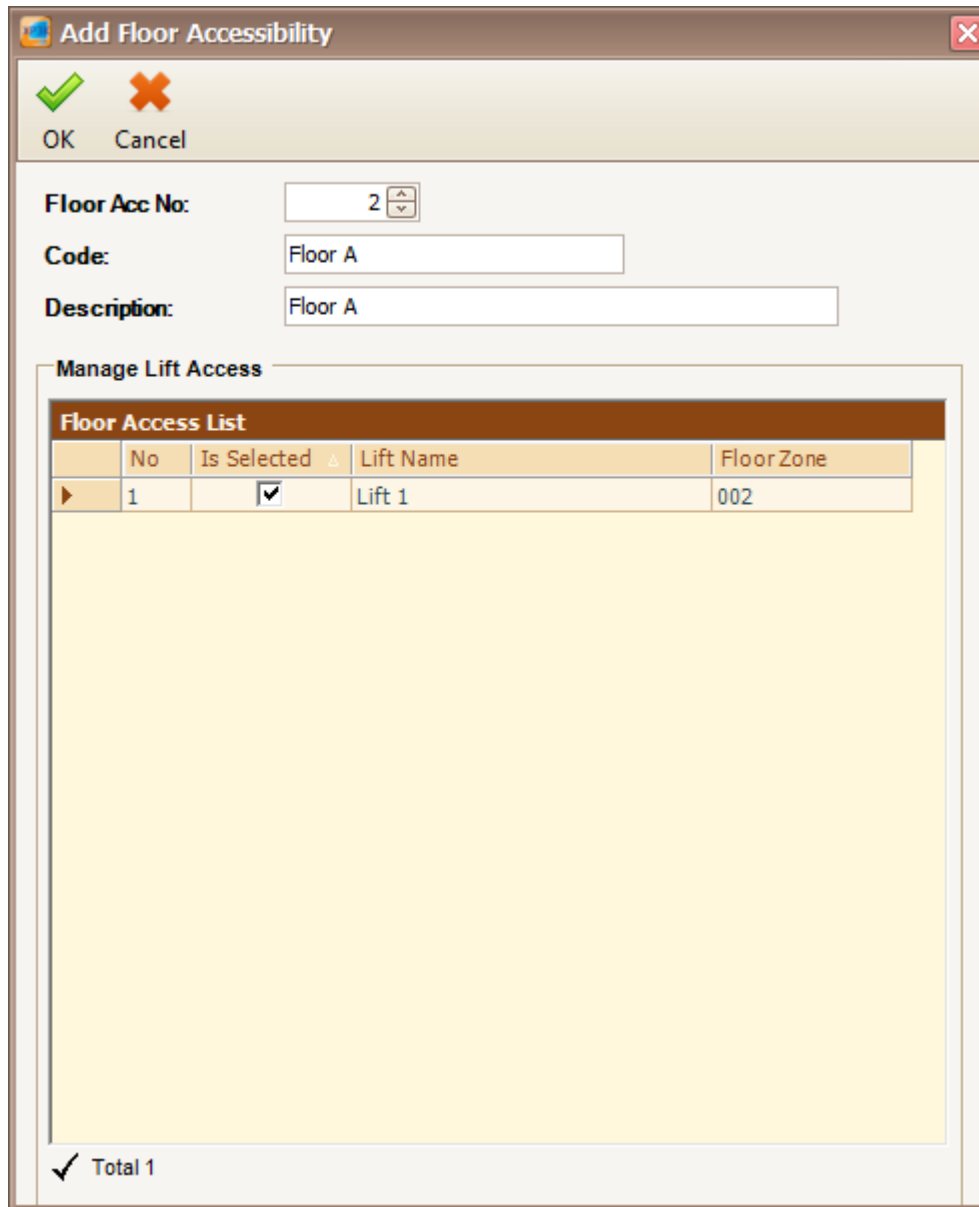 Add Floor Accessibility
OK Cancel
Floor Acc No: 2
Code: Floor A
Description: Floor A
Manage Lift Access
Floor Access List
No Is Selected Lift Name Floor Zone
1 Lift 1 002
Total 1